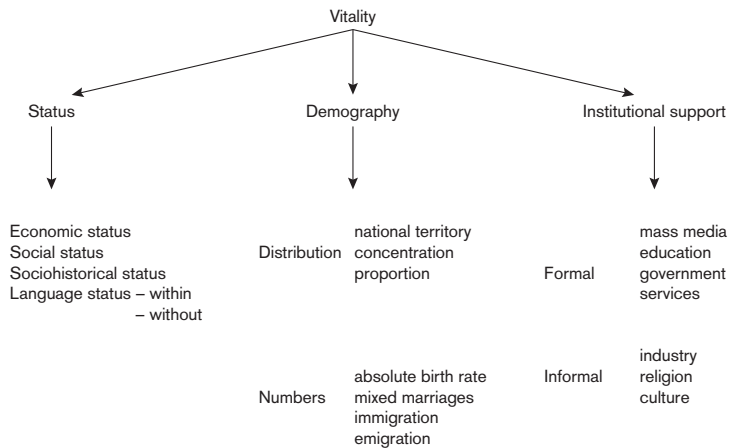 Vitality
Status
Demography
Institutional support
Economic status
Social status
Sociohistorical status
Language status – within
– without
Distribution
national territory
concentration
proportion
Numbers
absolute birth rate
mixed marriages
immigration
emigration
Formal
mass media
education
government
services
Informal
industry
religion
culture